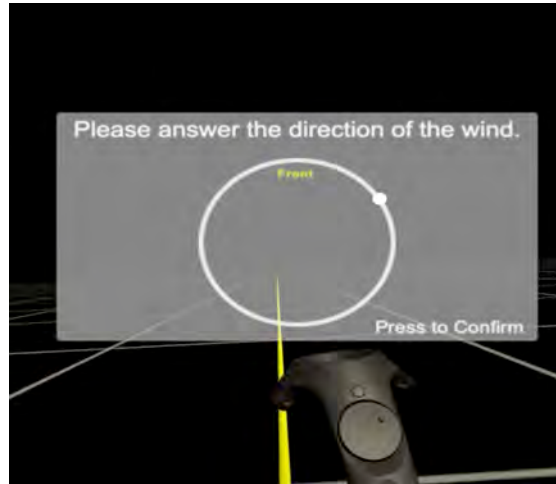 Please answer the direction of the wind.
Front
Press to Confirm